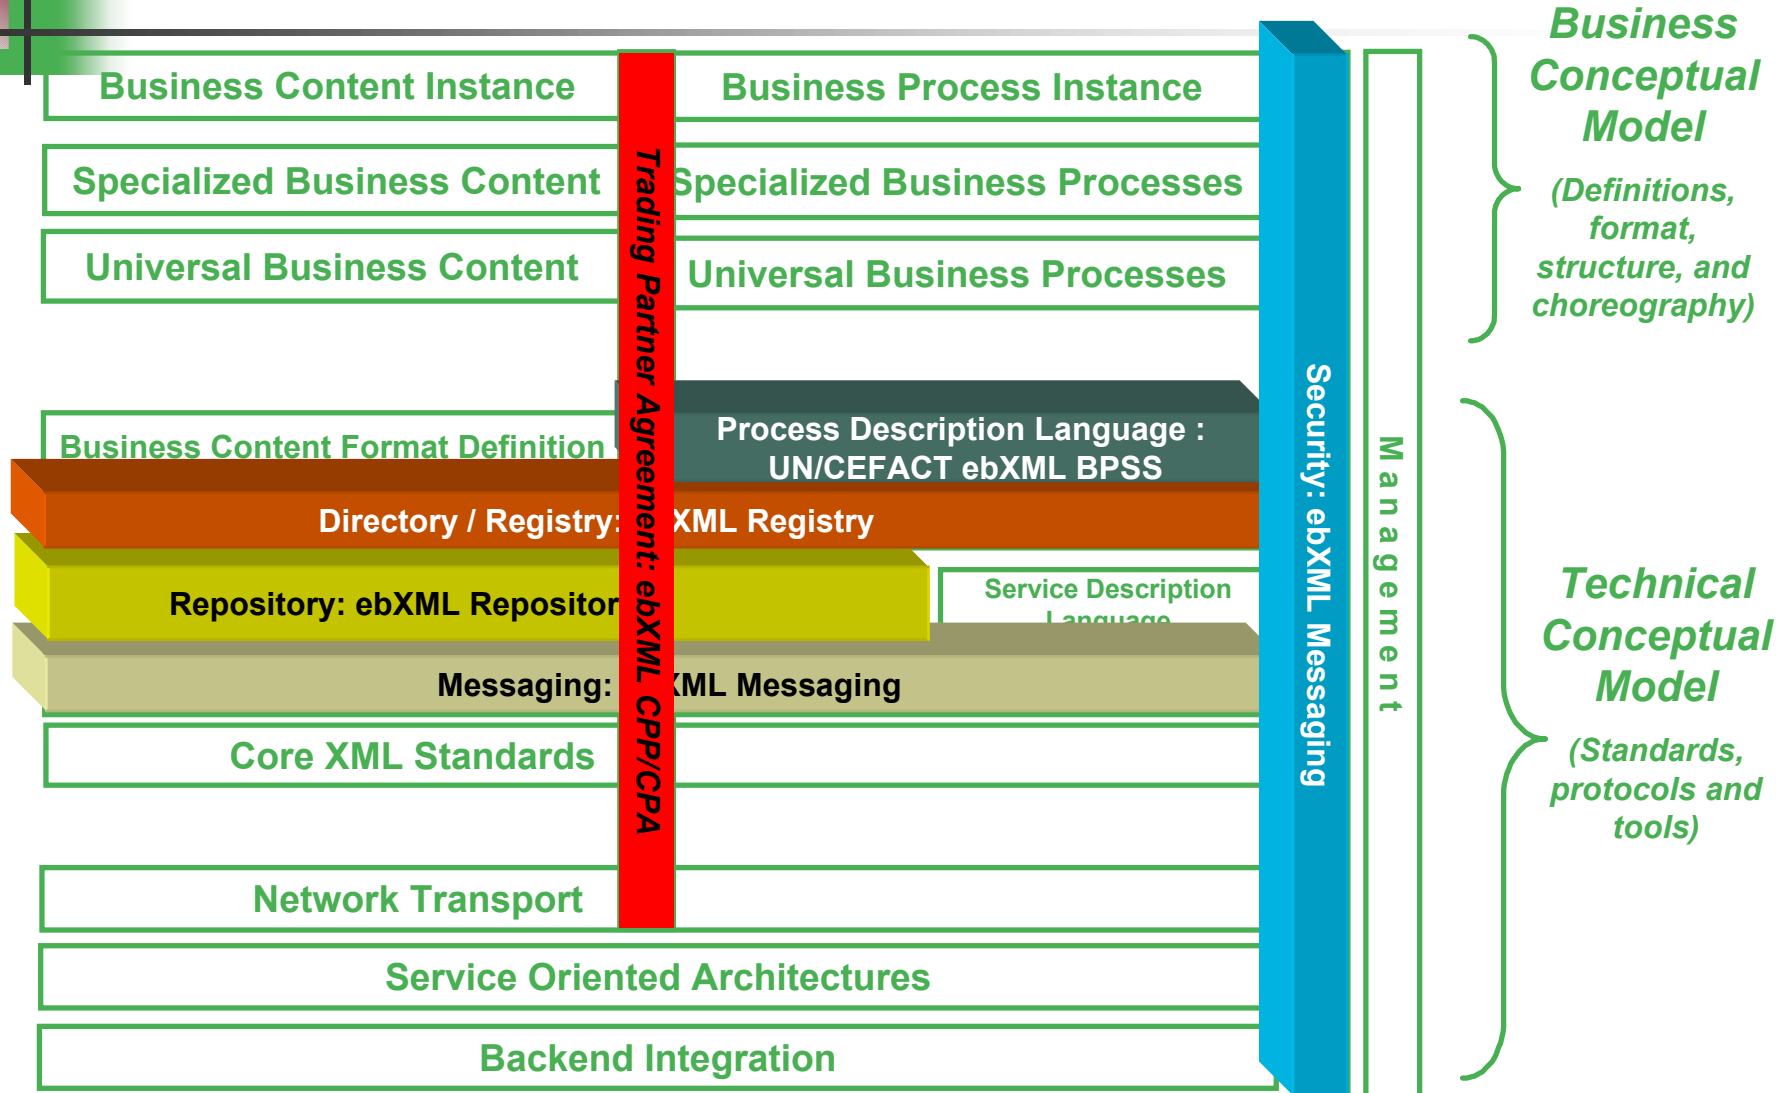 Business Content Instance
Business Process Instance
Specialized Business Content
Specialized Business Processes
Universal Business Content
Universal Business Processes
Business Content Format Definition
Process Description Language :
UN/CEFACT ebXML BPSS
Directory / Registry: XML Registry
Repository: ebXML Repositor
Service Description
Language
Messaging: XML Messaging
Core XML Standards
Network Transport
Service Oriented Architectures
Backend Integration
Trading Partner Agreement: ebXML CPP/CPA
Security: ebXML Messaging
Management
Business
Conceptual
Model
(Definitions,
format,
structure, and
choreography)
Technical
Conceptual
Model
(Standards,
protocols and
tools)